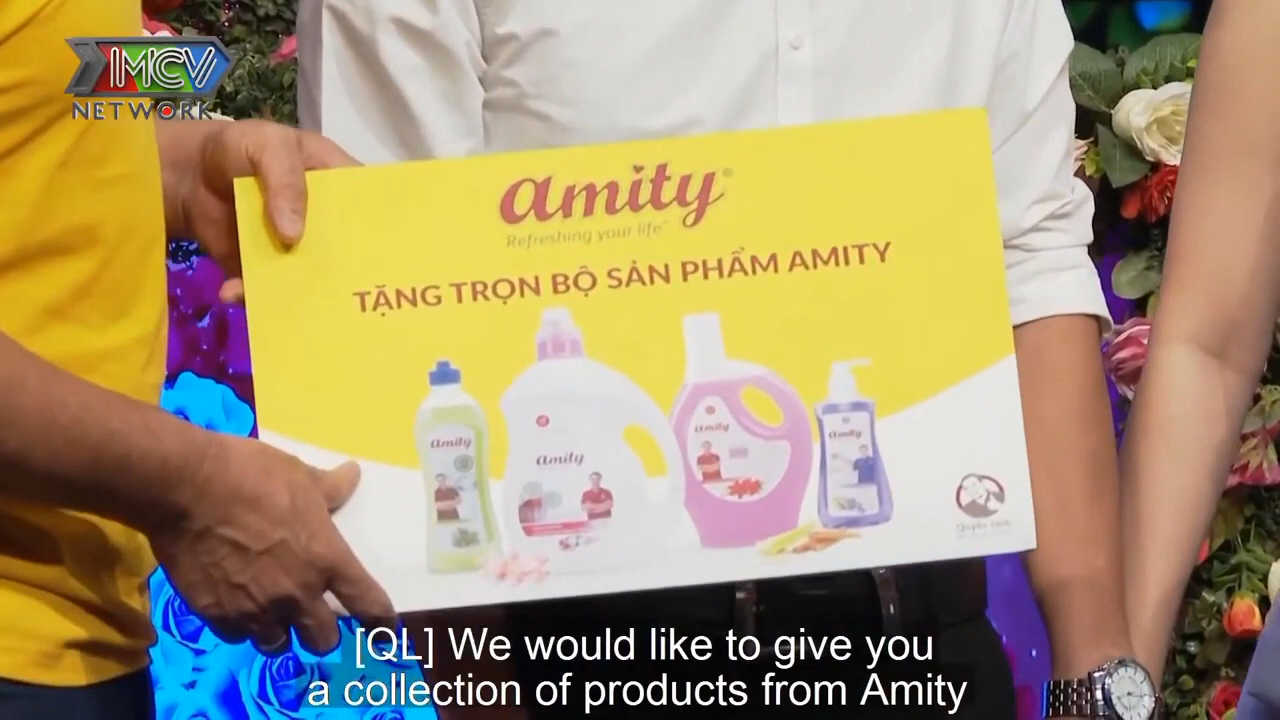 MCV
NETWORK
amity®
Refreshing your life™
TẶNG TRỌN BỘ SẢN PHẨM AMITY
amity
amity
amity
amity
[QL] We would like to give you
a collection of products from Amity